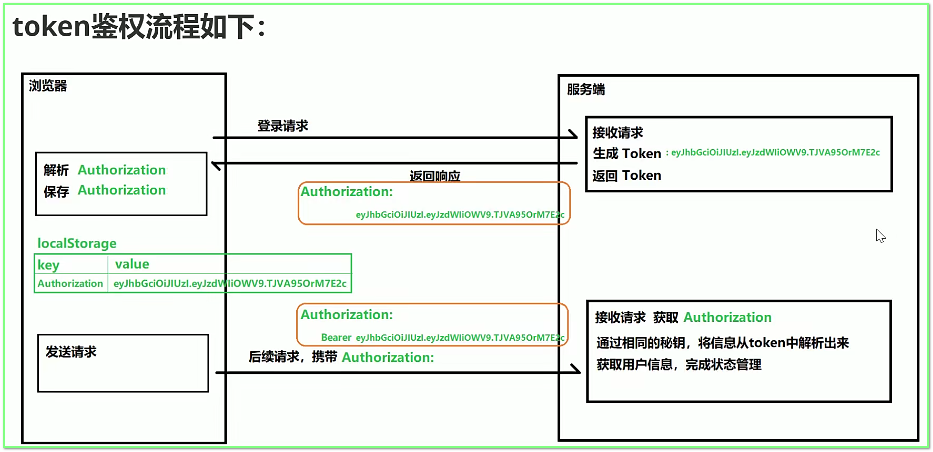 token鉴权流程如下：
浏览器
服务端
登录请求
接收请求
生成 Token：eyJhbGciOiJIUzI.eyJzdWIiOWV9.TJVA95OrM7E2c
返回 Token
解析 Authorization
保存 Authorization
返回响应
Authorization:
eyJhbGciOiJIUzI.eyJzdWIiOWV9.TJVA95OrM7E2c
localStorage
key value
Authorization eyJhbGciOiJIUzI.eyJzdWIiOWV9.TJVA95OrM7E2c
Authorization:
Bearer eyJhbGciOiJIUzI.eyJzdWIiOWV9.TJVA95OrM7E2c
发送请求
后续请求，携带 Authorization:
接收请求 获取 Authorization
通过相同的秘钥，将信息从token中解析出来
获取用户信息，完成状态管理